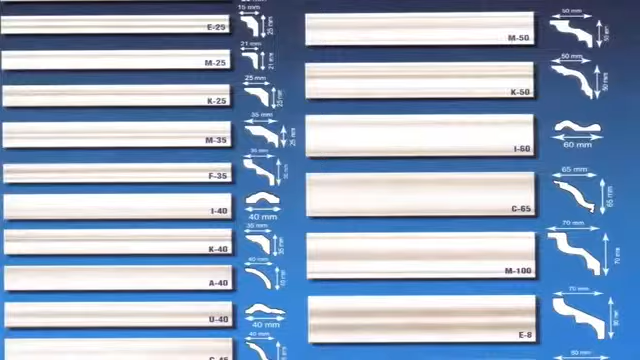 15 mm
E-25
25 mm
21 mm
M-25
21 mm
25 mm
K-25
25 mm
35 mm
M-35
25 mm
35 mm
F-35
I-40
40 mm
35 mm
K-40
35 mm
40 mm
A-40
U-40
40 mm
40 mm
50 mm
M-50
50 mm
K-50
50 mm
I-60
60 mm
65 mm
C-65
65 mm
70 mm
M-100
70 mm
70 mm
E-8